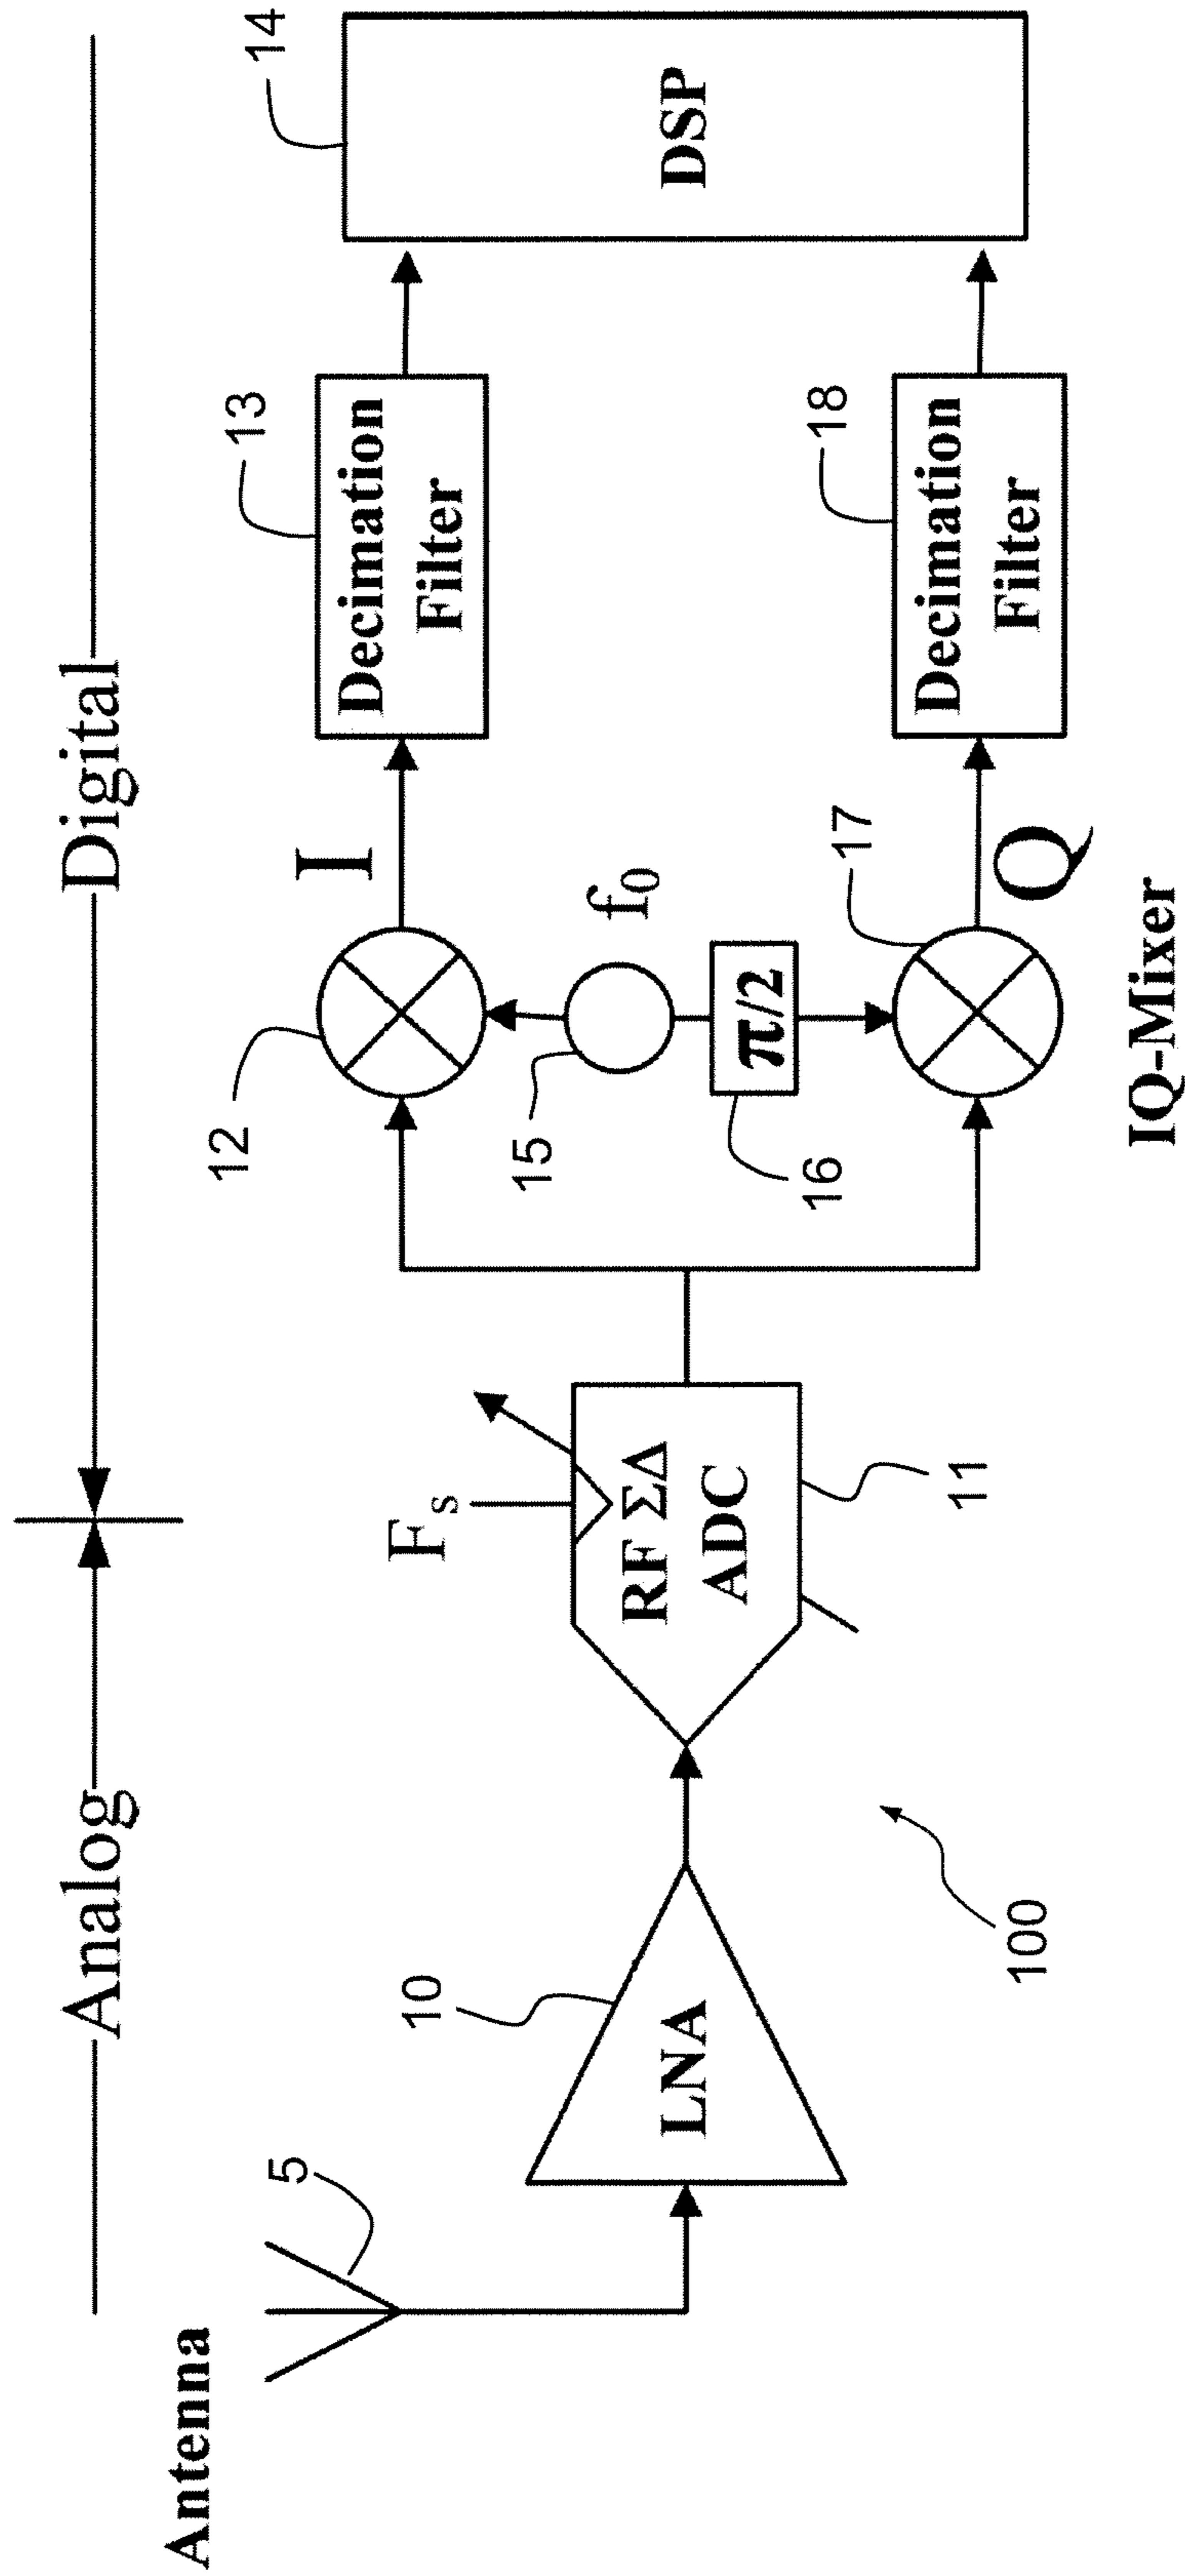 Analog
Digital
Antenna
5
10
LNA
100
F s
RF ΣΔ
ADC
11
12
I
15
f0
16
π/2
17
Q
IQ-Mixer
13
Decimation
Filter
18
Decimation
Filter
14
DSP